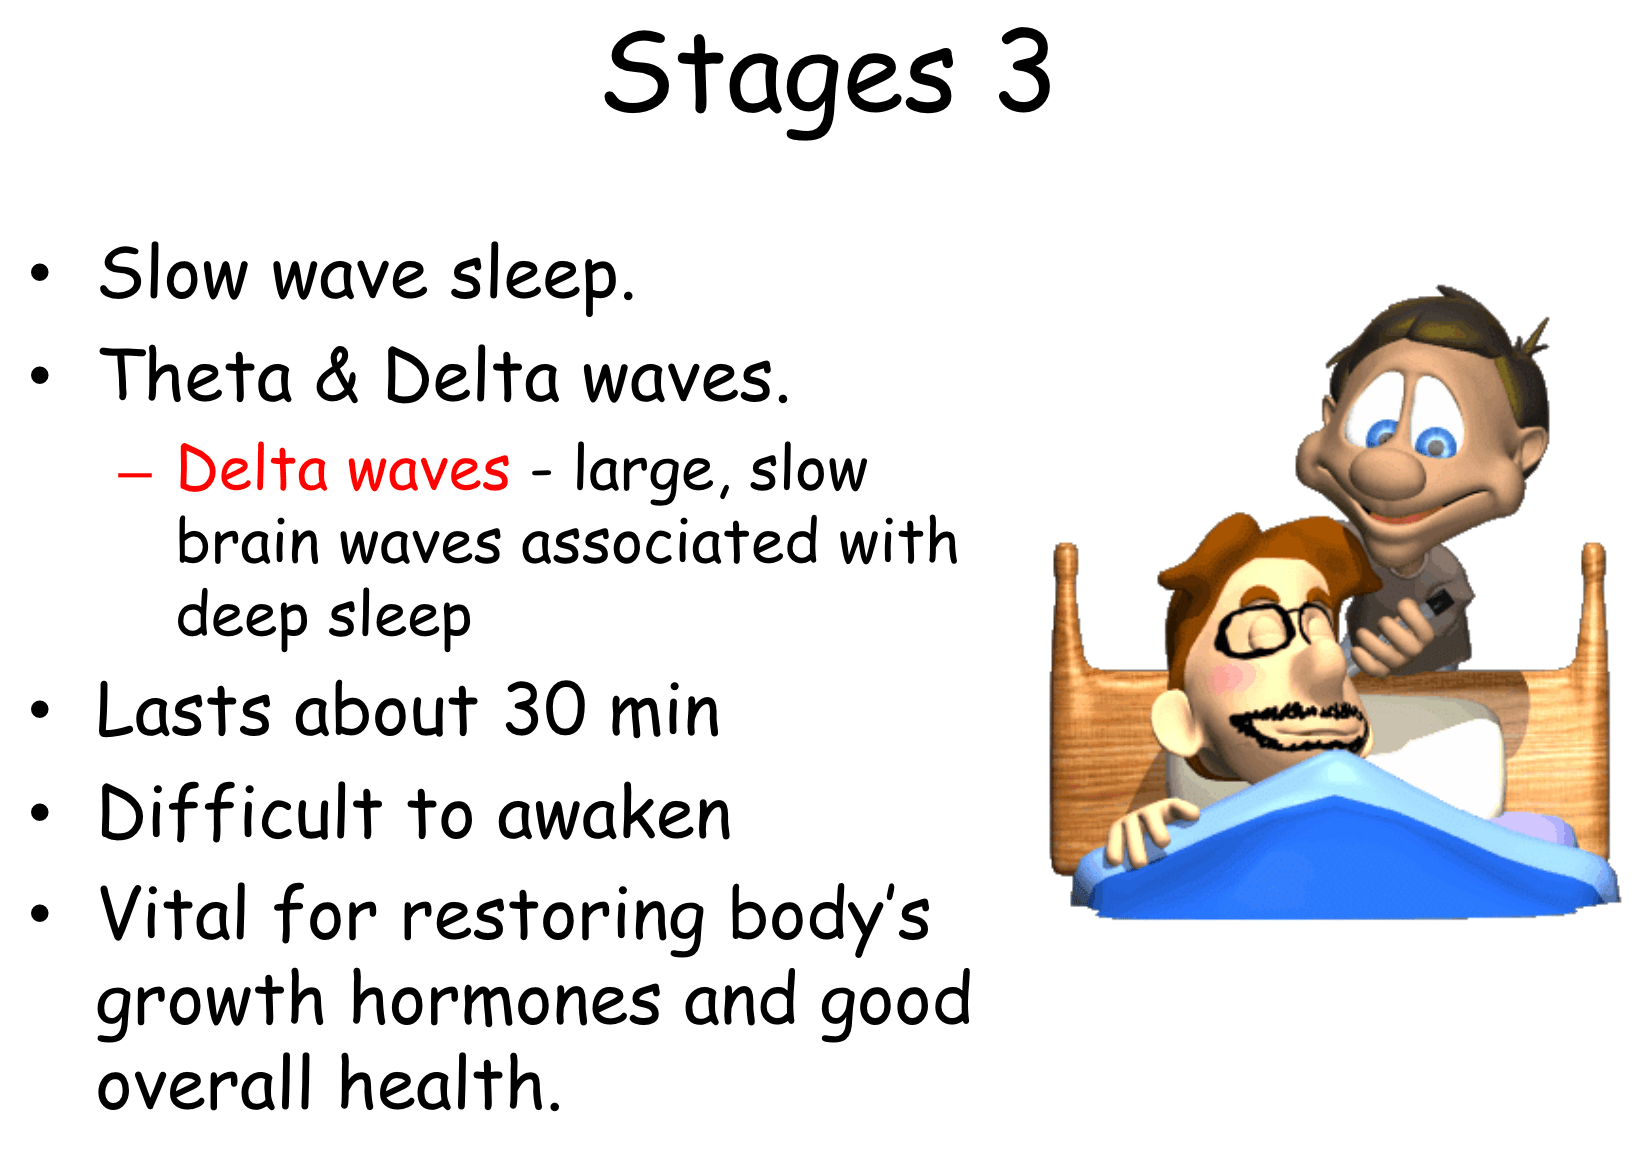 Stages 3
• Slow wave sleep.
• Theta & Delta waves.
– Delta waves - large, slow
brain waves associated with
deep sleep
• Lasts about 30 min
• Difficult to awaken
• Vital for restoring body’s
growth hormones and good
overall health.